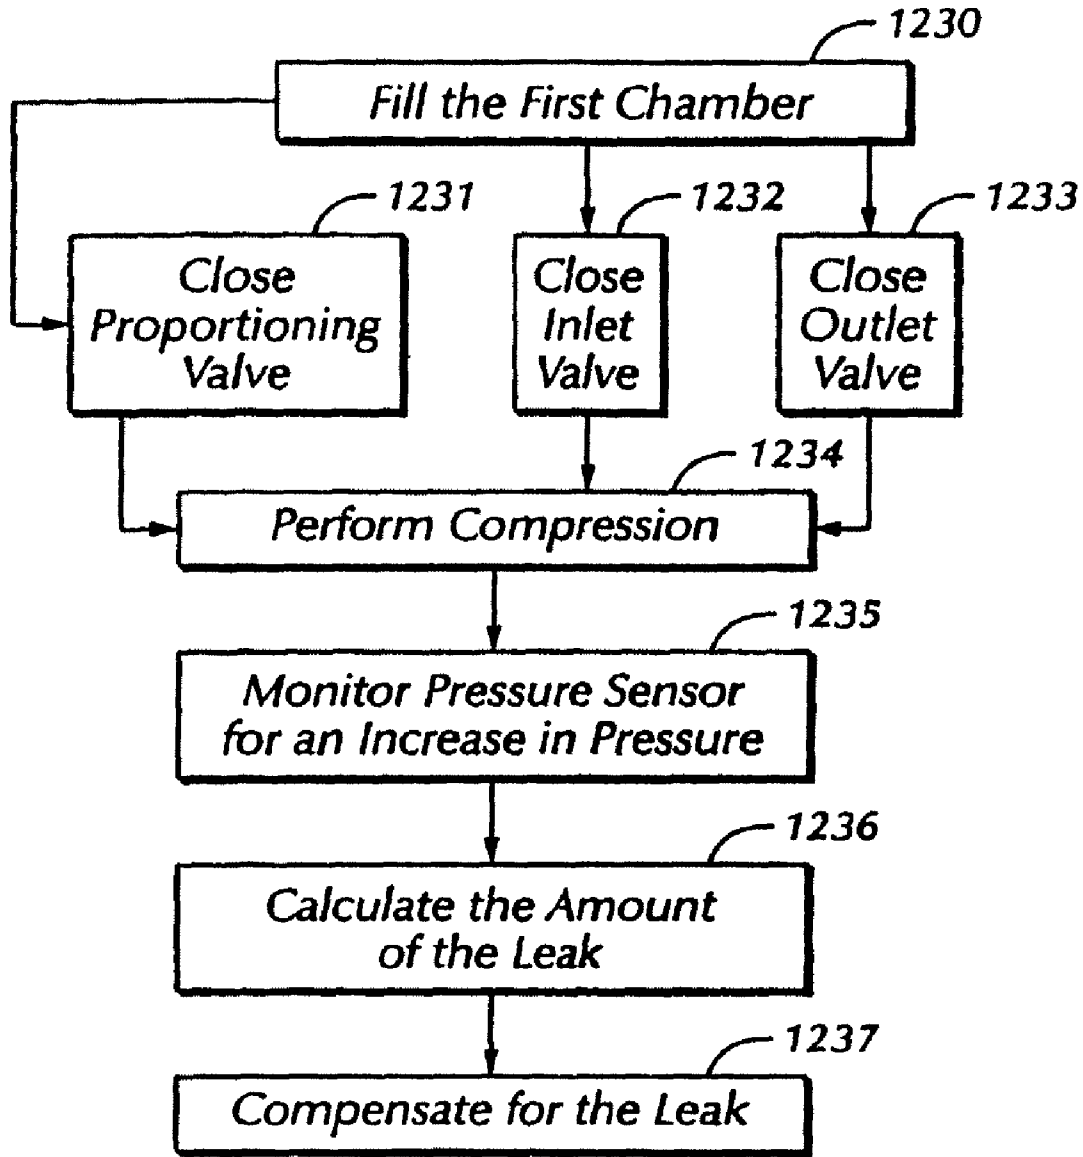 1230
Fill the First Chamber
1231
1232
1233
Close
Proportioning
Valve
Close
Inlet
Valve
Close
Outlet
Valve
1234
Perform Compression
1235
Monitor Pressure Sensor
for an Increase in Pressure
1236
Calculate the Amount
of the Leak
1237
Compensate for the Leak